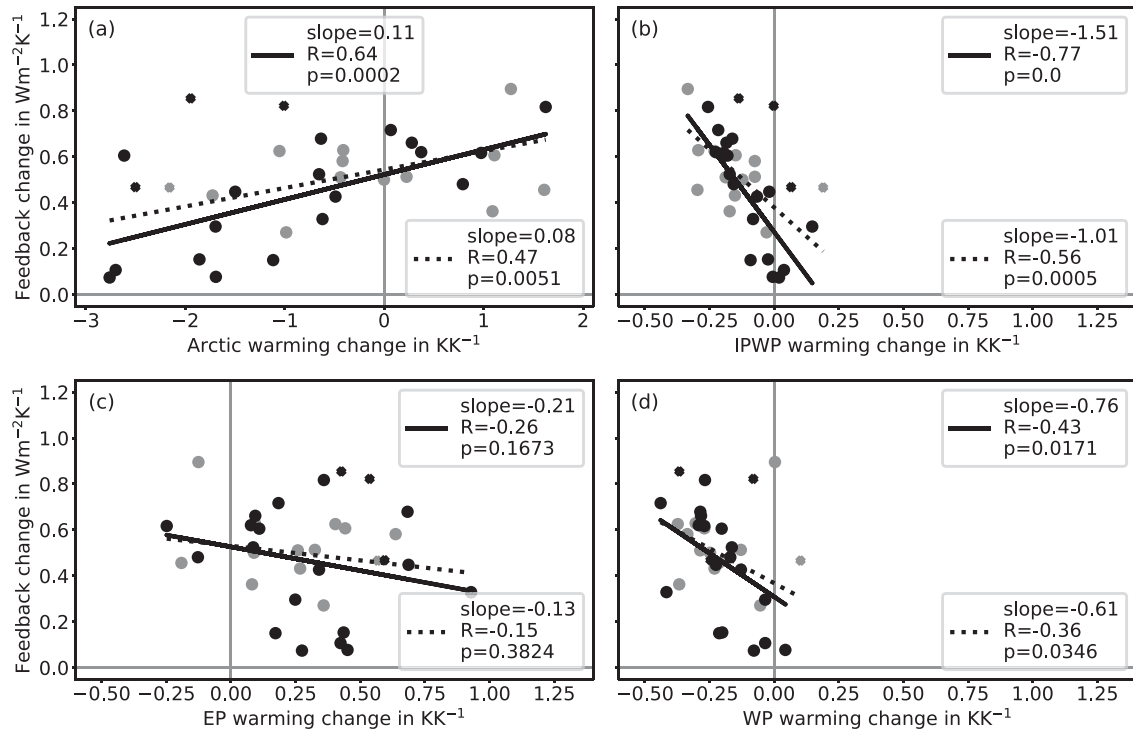 (a)
slope=0.11
R=0.64
p=0.0002
slope=0.08
R=0.47
p=0.0051
Feedback change in Wm⁻²K⁻¹
1.2
1.0
0.8
0.6
0.4
0.2
0.0
−3 −2 −1 0 1 2
Arctic warming change in KK⁻¹
(b)
slope=-1.51
R=-0.77
p=0.0
slope=-1.01
R=-0.56
p=0.0005
−0.50 −0.25 0.00 0.25 0.50 0.75 1.00 1.25
IPWP warming change in KK⁻¹
(c)
slope=-0.21
R=-0.26
p=0.1673
slope=-0.13
R=-0.15
p=0.3824
Feedback change in Wm⁻²K⁻¹
1.2
1.0
0.8
0.6
0.4
0.2
0.0
−0.50 −0.25 0.00 0.25 0.50 0.75 1.00 1.25
EP warming change in KK⁻¹
(d)
slope=-0.76
R=-0.43
p=0.0171
slope=-0.61
R=-0.36
p=0.0346
−0.50 −0.25 0.00 0.25 0.50 0.75 1.00 1.25
WP warming change in KK⁻¹